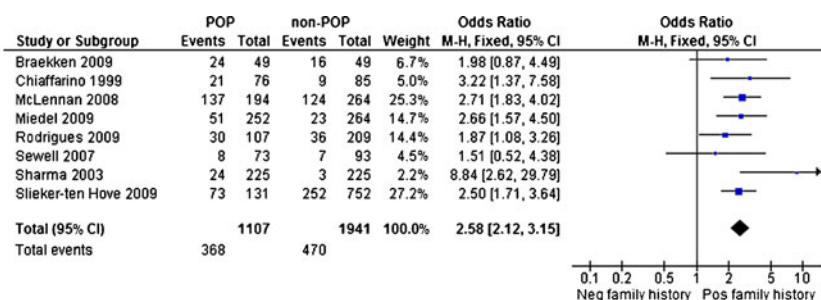 POP non-POP Odds Ratio Odds Ratio
Study or Subgroup Events Total Events Total Weight M-H, Fixed, 95% CI M-H, Fixed, 95% CI
Braekken 2009 24 49 16 49 6.7% 1.98 [0.87, 4.49]
Chiaffarino 1999 21 76 9 85 5.0% 3.22 [1.37, 7.58]
McLennan 2008 137 194 124 264 25.3% 2.71 [1.83, 4.02]
Miedel 2009 51 252 23 264 14.7% 2.66 [1.57, 4.50]
Rodrigues 2009 30 107 36 209 14.4% 1.87 [1.08, 3.26]
Sewell 2007 8 73 7 93 4.5% 1.51 [0.52, 4.38]
Sharma 2003 24 225 3 225 2.2% 8.84 [2.62, 29.79]
Slieker-ten Hove 2009 73 131 252 752 27.2% 2.50 [1.71, 3.64]
Total (95% CI) 1107 1941 100.0% 2.58 [2.12, 3.15]
Total events 368 470
0.1 0.2 0.5 1 2 5 10
Neg family history Pos family history